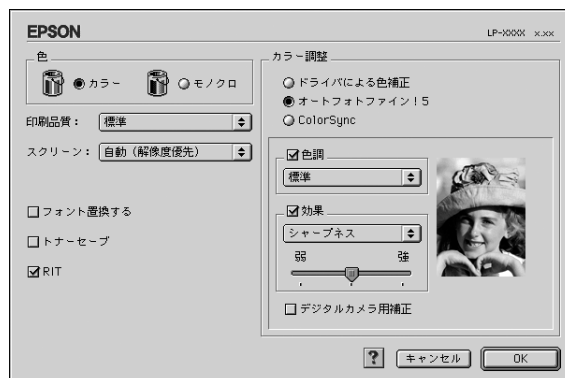 EPSON
LP-XXXX x.xx
色
カラー モノクロ
印刷品質： 標準
スクリーン： 自動（解像度優先）
フォント置換する
トナーセーブ
RIT
カラー調整
ドライバによる色補正
オートフォトファイン！5
ColorSync
色調
標準
効果
シャープネス
弱 強
デジタルカメラ用補正
? キャンセル OK